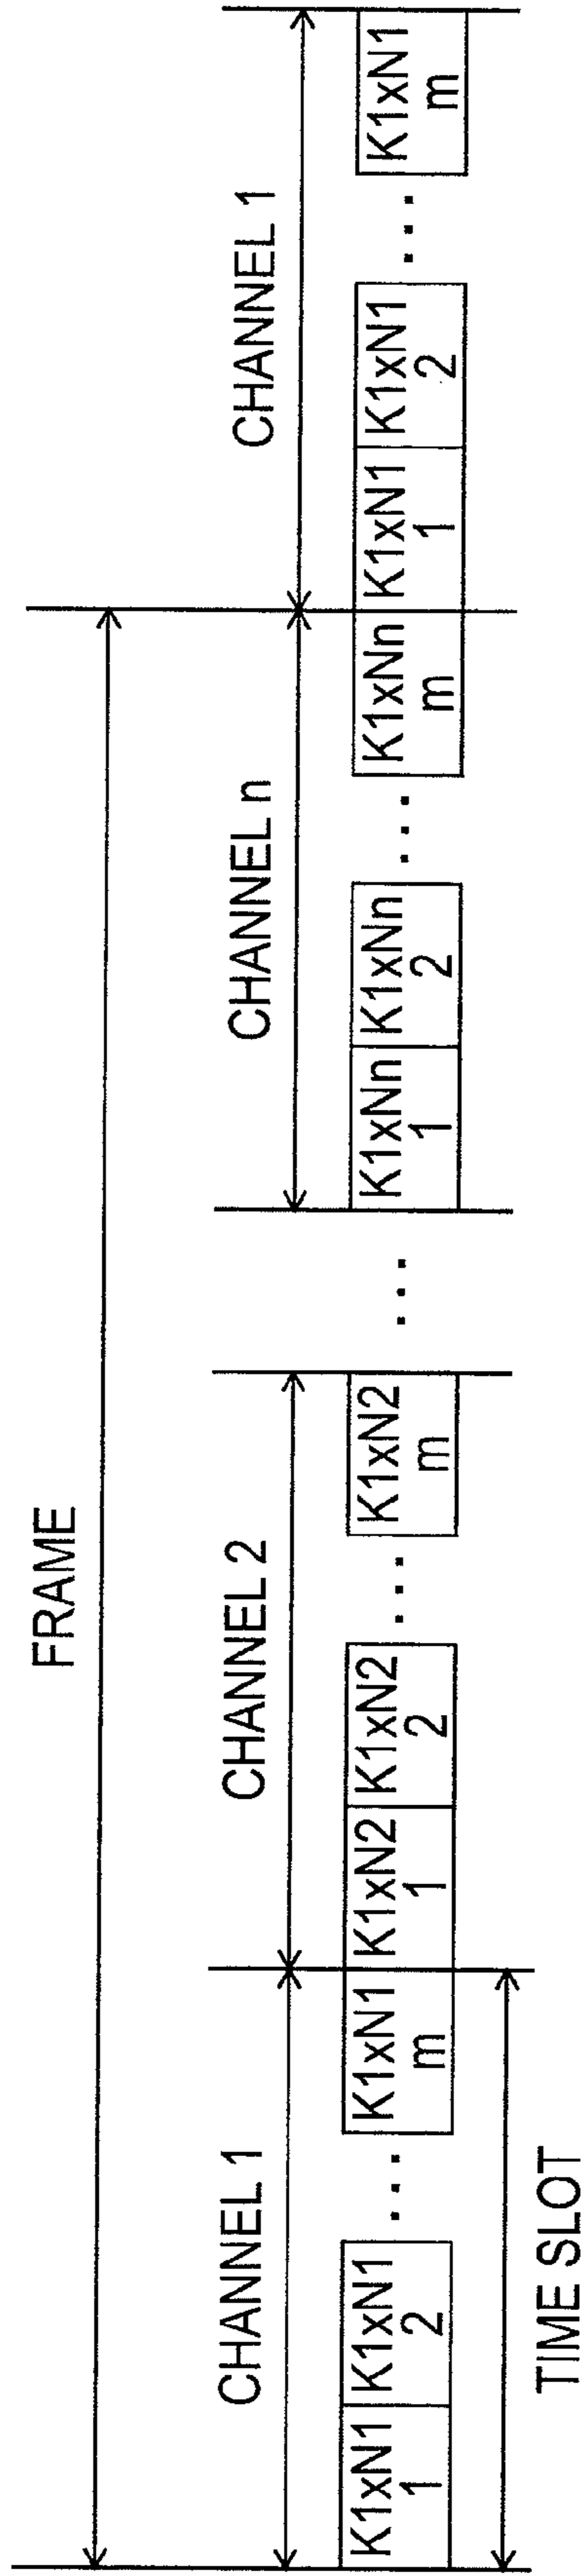 FRAME
CHANNEL 1
CHANNEL 2
...
CHANNEL n
CHANNEL 1
K1xN1
1
K1xN1
2
...
K1xN1
m
K1xN2
1
K1xN2
2
...
K1xN2
m
K1xNn
1
K1xNn
2
...
K1xNn
m
K1xN1
1
K1xN1
2
...
K1xN1
m
TIME SLOT